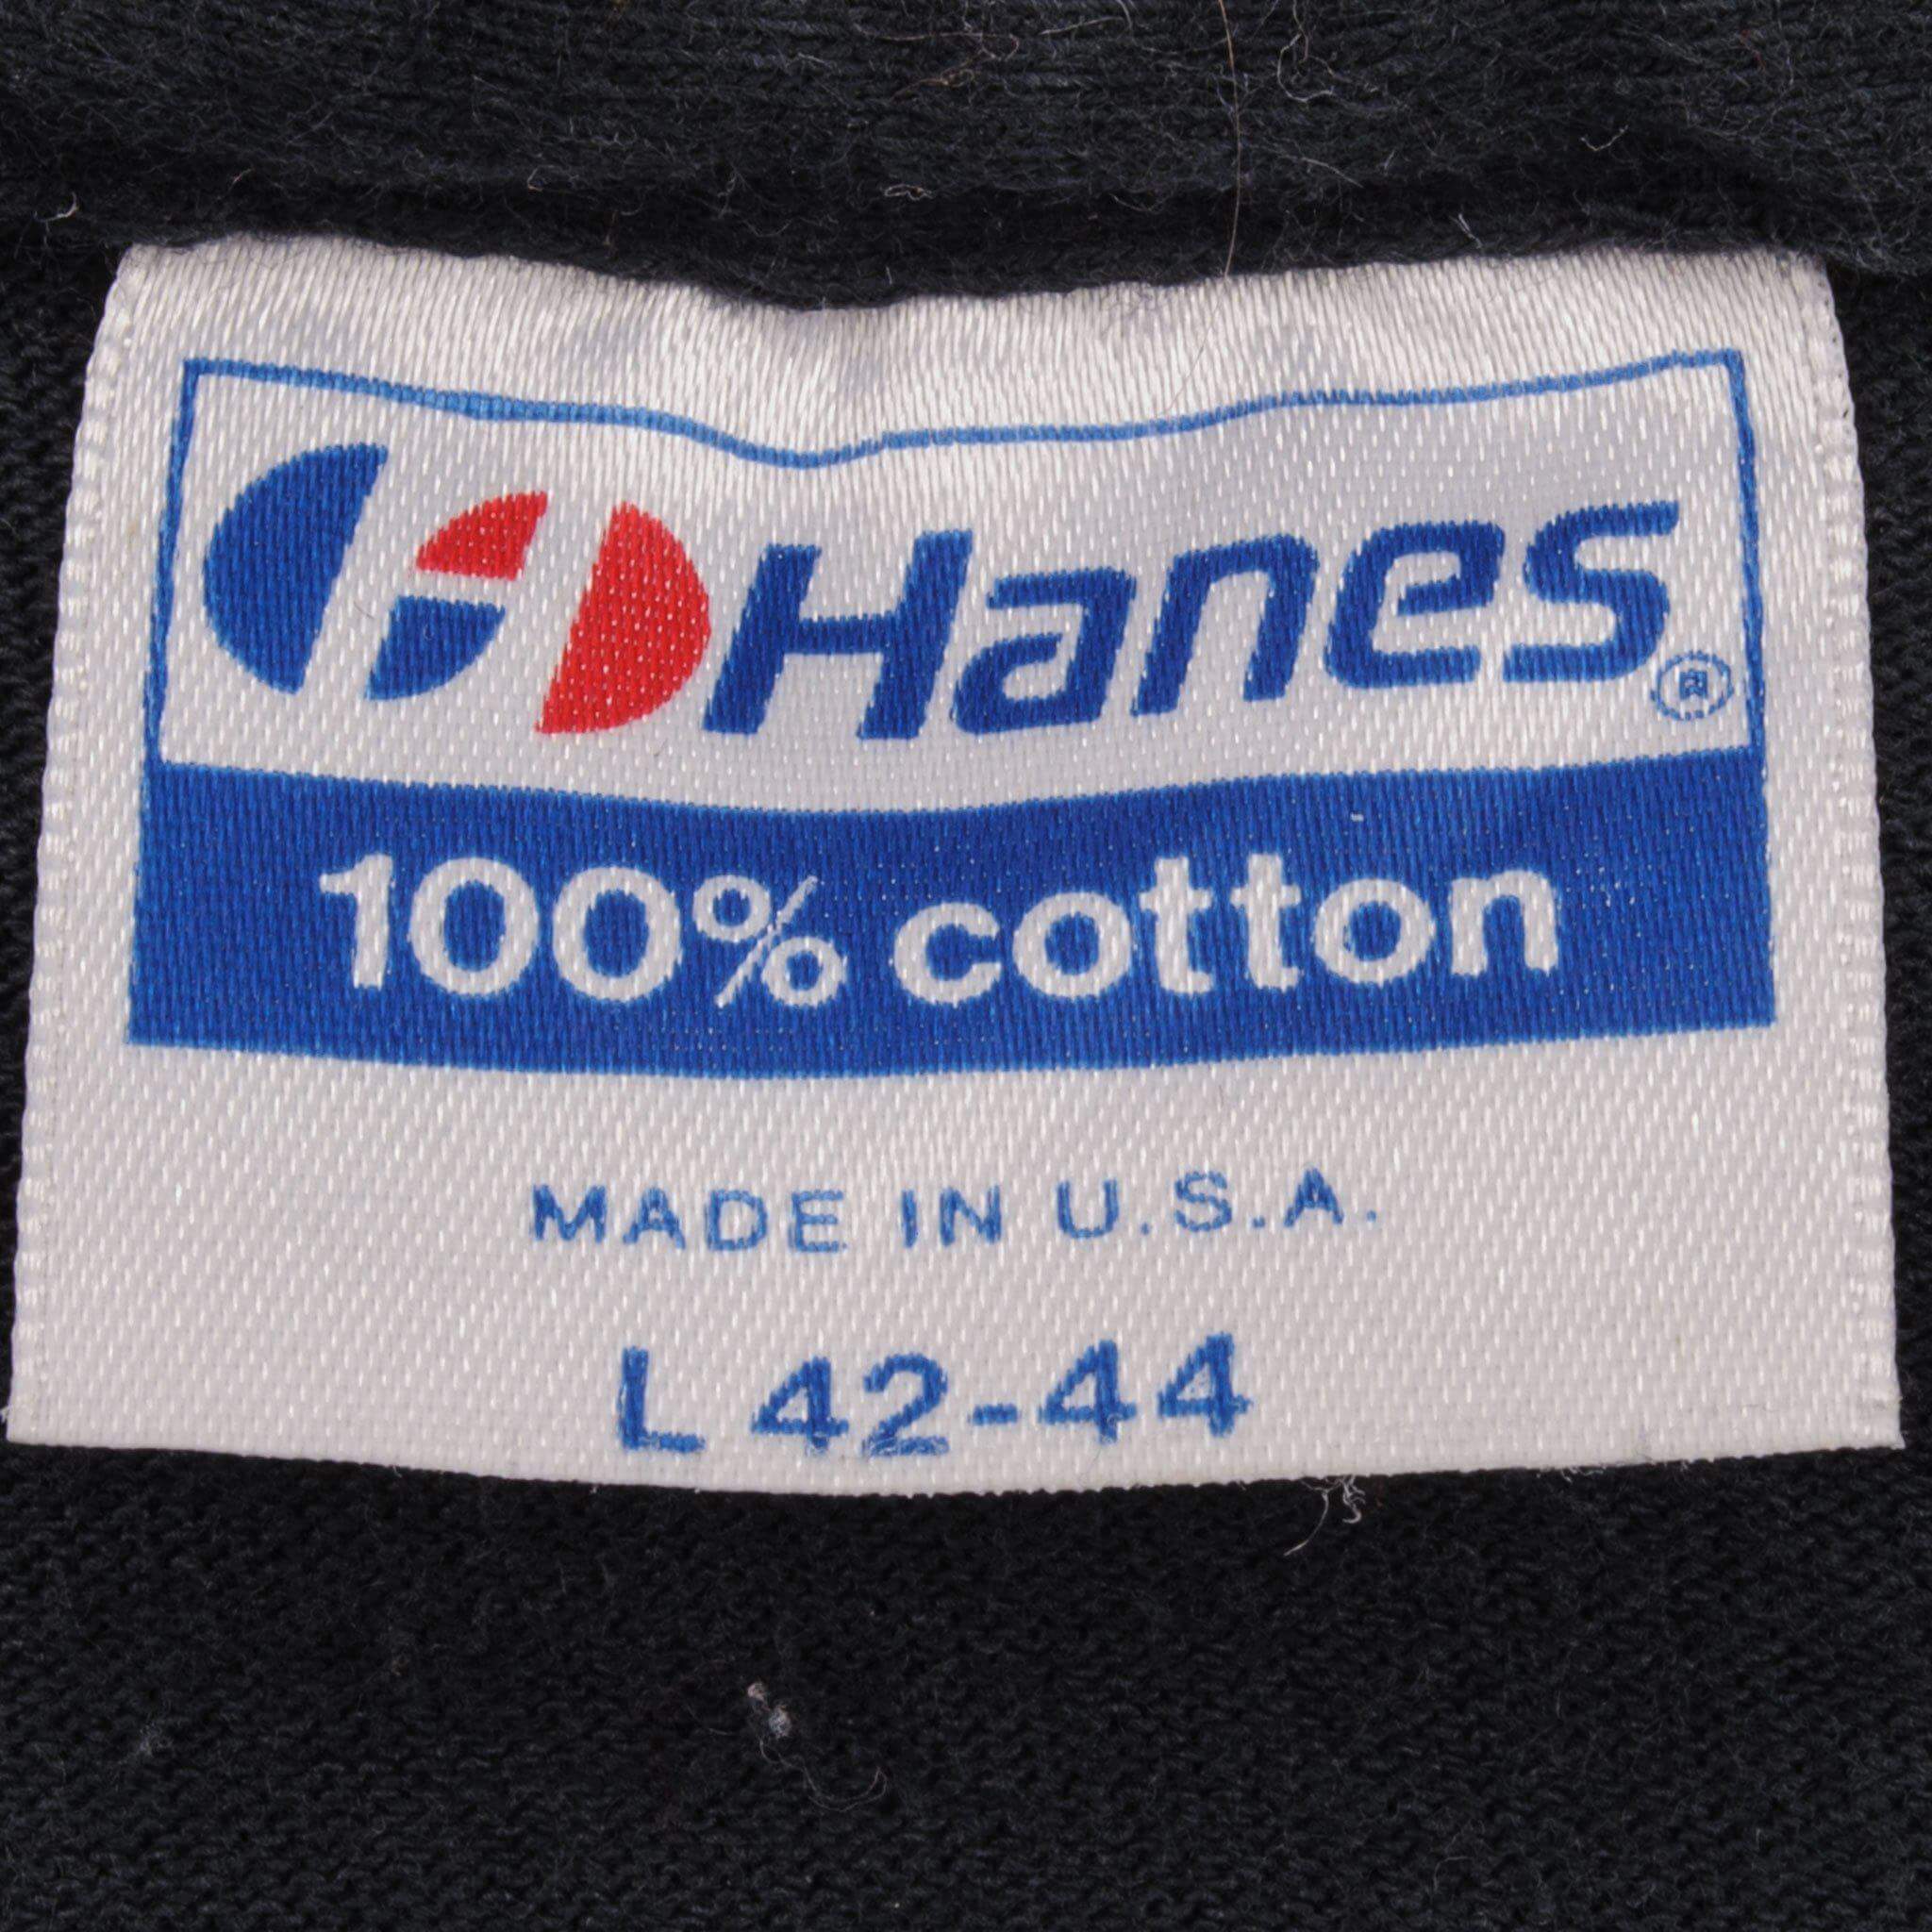 Hanes®
100% cotton
MADE IN U.S.A.
L 42-44